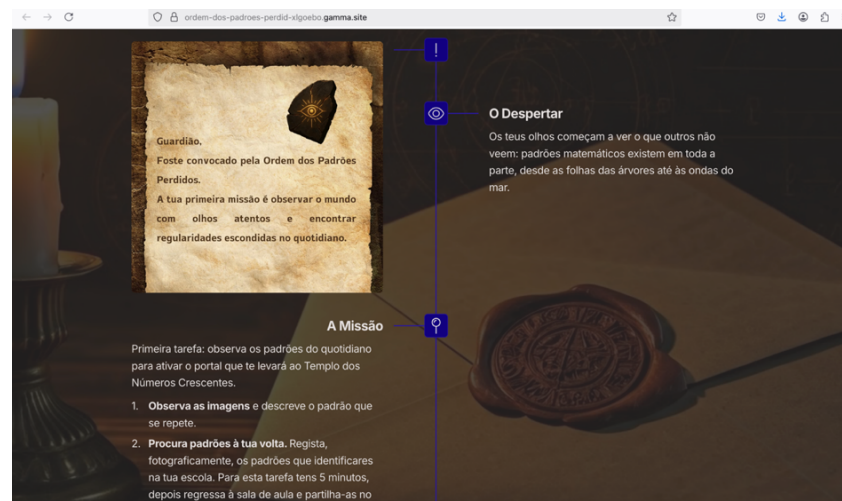 ordem-dos-padroes-perdid-xlgoebo.gamma.site
Guardião,
Foste convocado pela Ordem dos Padrões
Perdidos.
A tua primeira missão é observar o mundo
com olhos atentos e encontrar
regularidades escondidas no quotidiano.
O Despertar
Os teus olhos começam a ver o que outros não
veem: padrões matemáticos existem em toda a
parte, desde as folhas das árvores até às ondas do
mar.
A Missão
Primeira tarefa: observa os padrões do quotidiano
para ativar o portal que te levará ao Templo dos
Números Crescentes.
1. Observa as imagens e descreve o padrão que
se repete.
2. Procura padrões à tua volta. Regista,
fotograficamente, os padrões que identificares
na tua escola. Para esta tarefa tens 5 minutos,
depois regressa à sala de aula e partilha-as no